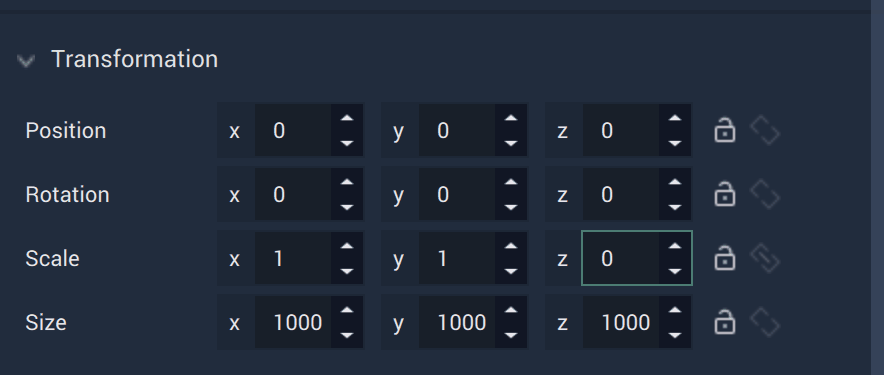 Transformation
Position x 0 y 0 z 0
Rotation x 0 y 0 z 0
Scale x 1 y 1 z 0
Size x 1000 y 1000 z 1000